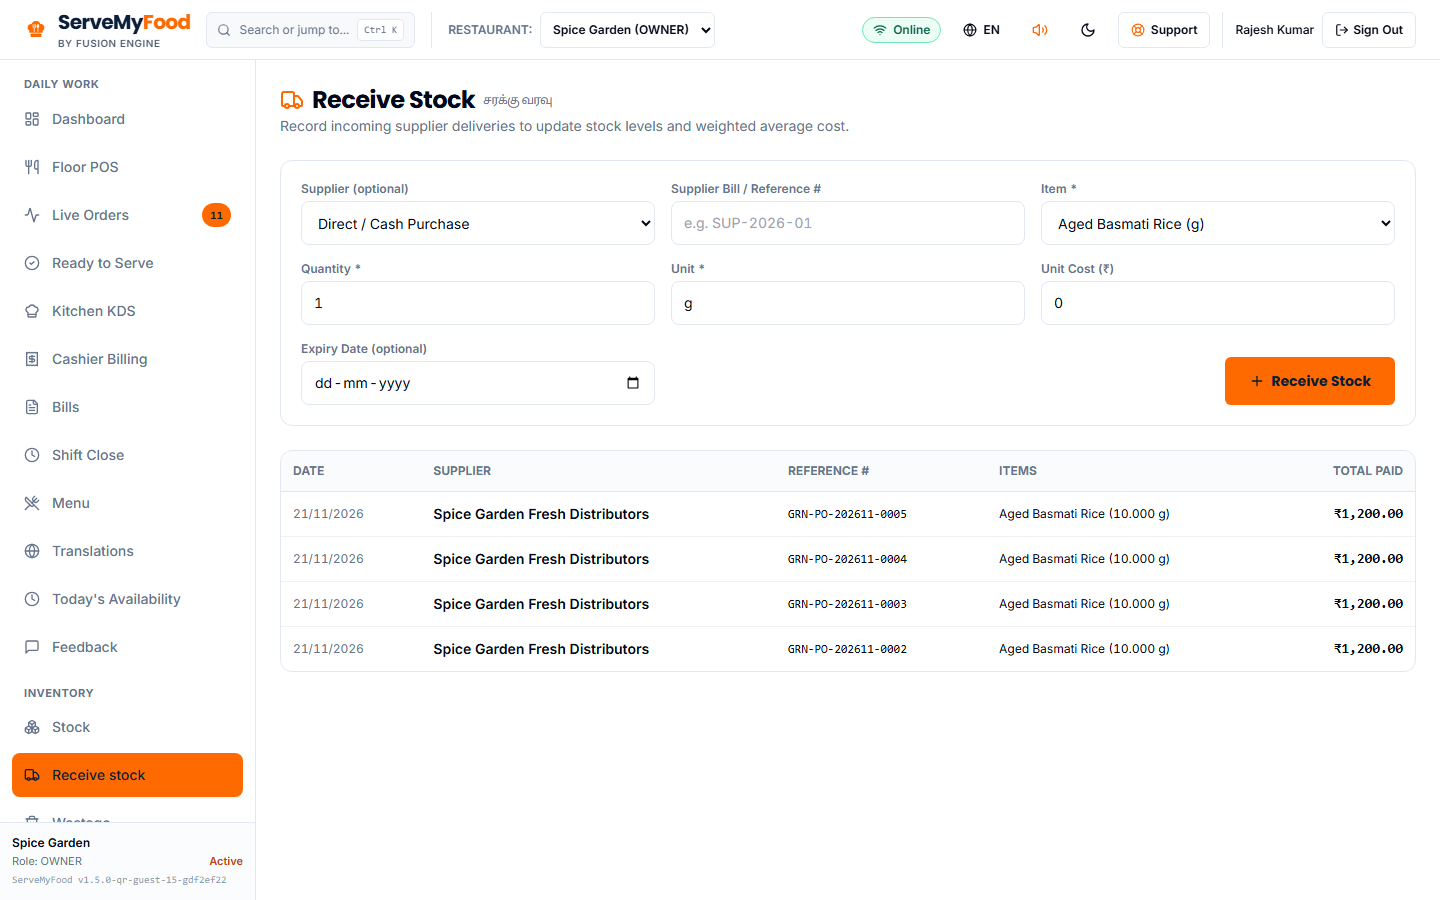 ServeMyFood
BY FUSION ENGINE
Search or jump to... Ctrl K
RESTAURANT: Spice Garden (OWNER)
Online
EN
Support
Rajesh Kumar
Sign Out
DAILY WORK
Dashboard
Floor POS
Live Orders 11
Ready to Serve
Kitchen KDS
Cashier Billing
Bills
Shift Close
Menu
Translations
Today's Availability
Feedback
INVENTORY
Stock
Receive stock
Spice Garden
Role: OWNER Active
ServeMyFood v1.5.0-qr-guest-15-gdf2ef22
Receive Stock சரக்கு வரவு
Record incoming supplier deliveries to update stock levels and weighted average cost.
Supplier (optional) Supplier Bill / Reference # Item *
Direct / Cash Purchase e.g. SUP-2026-01 Aged Basmati Rice (g)
Quantity * Unit * Unit Cost (₹)
1 g 0
Expiry Date (optional)
dd-mm-yyyy
+ Receive Stock
DATE SUPPLIER REFERENCE # ITEMS TOTAL PAID
21/11/2026 Spice Garden Fresh Distributors GRN-PO-202611-0005 Aged Basmati Rice (10.000 g) ₹1,200.00
21/11/2026 Spice Garden Fresh Distributors GRN-PO-202611-0004 Aged Basmati Rice (10.000 g) ₹1,200.00
21/11/2026 Spice Garden Fresh Distributors GRN-PO-202611-0003 Aged Basmati Rice (10.000 g) ₹1,200.00
21/11/2026 Spice Garden Fresh Distributors GRN-PO-202611-0002 Aged Basmati Rice (10.000 g) ₹1,200.00